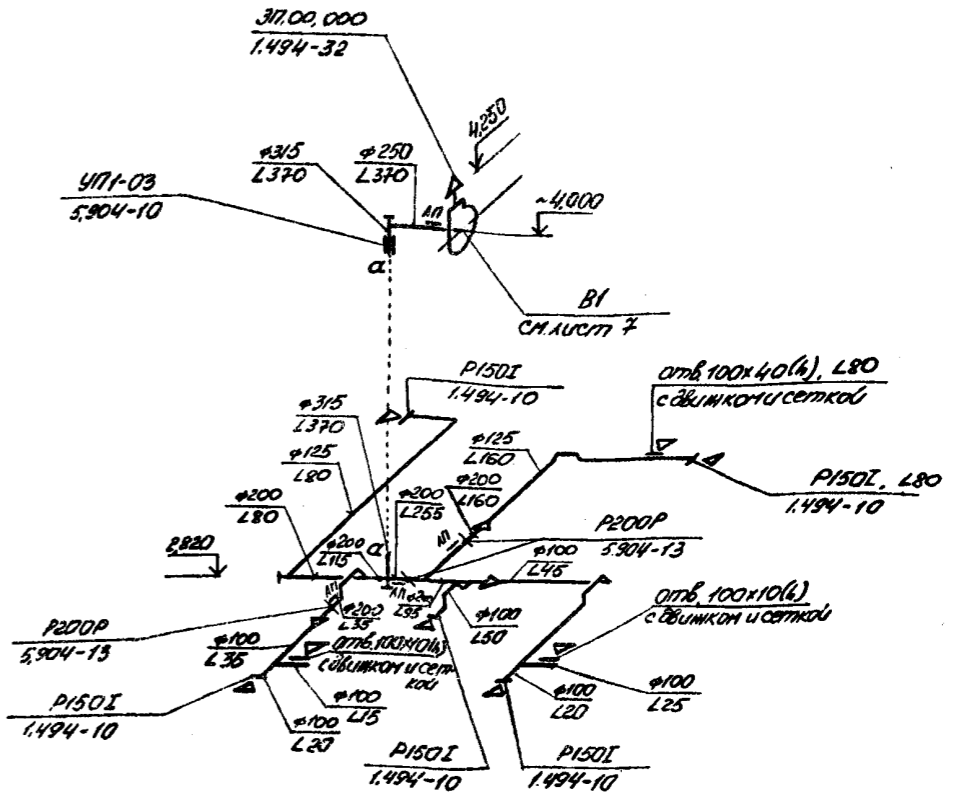 ЗП.00,000
1.494-32
4,250
ф315
L370
ф250
L370
УП1-03
5,904-10
АП
~4,000
а
В1
см.лист 7
Р150I
1.494-10
отв.100х40(h), L80
с движком и сеткой
ф315
L370
ф125
L160
ф125
L80
ф200
L160
Р150I, L80
1.494-10
ф200
L80
ф200
L255
Р200Р
5.904-13
АП
2,820
ф200
L115
а
ф100
L45
АП
ф200
L95
отв.100х10(h)
с движком и сеткой
АП
ф200
L35
ф100
L50
Р200Р
5,904-13
ф100
L35
отв.100х10(h)
с движком и сет-
кой
Р150I
1.494-10
ф100
L15
ф100
L20
ф100
L20
ф100
L25
Р150I
1.494-10
Р150I
1.494-10